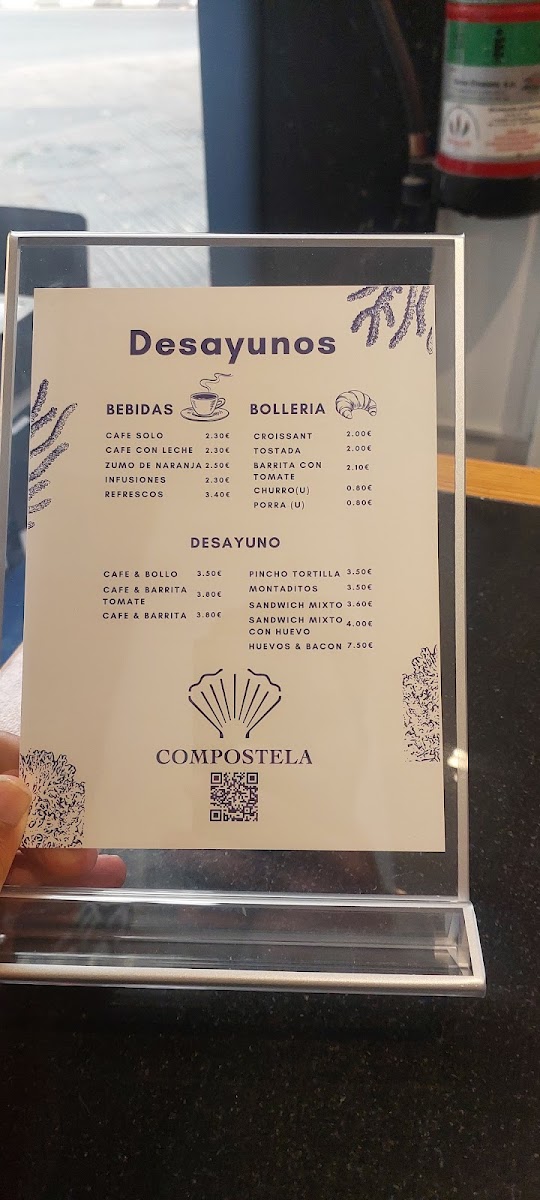 Desayunos
BEBIDAS
CAFE SOLO 2.30€
CAFE CON LECHE 2.30€
ZUMO DE NARANJA 2.50€
INFUSIONES 2.30€
REFRESCOS 3.40€
BOLLERIA
CROISSANT 2.00€
TOSTADA 2.00€
BARRITA CON
TOMATE 2.10€
CHURRO(U) 0.80€
PORRA (U) 0.80€
DESAYUNO
CAFE & BOLLO 3.50€
CAFE & BARRITA
TOMATE 3.80€
CAFE & BARRITA 3.80€
PINCHO TORTILLA 3.50€
MONTADITOS 3.50€
SANDWICH MIXTO 3.60€
SANDWICH MIXTO
CON HUEVO 4.00€
HUEVOS & BACON 7.50€
COMPOSTELA